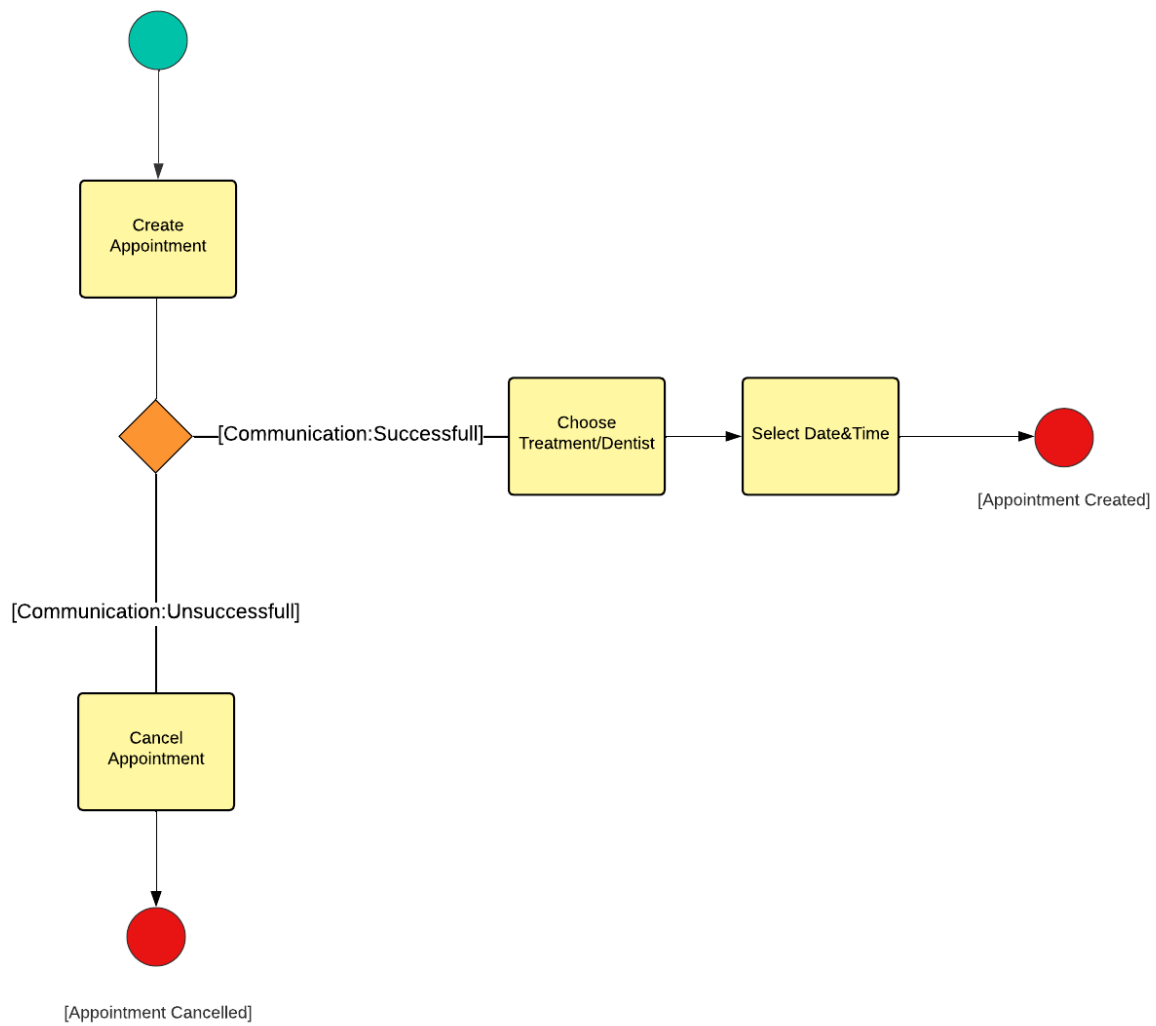 Create
Appointment
[Communication:Successfull]
Choose
Treatment/Dentist
Select Date&Time
[Appointment Created]
[Communication:Unsuccessfull]
Cancel
Appointment
[Appointment Cancelled]